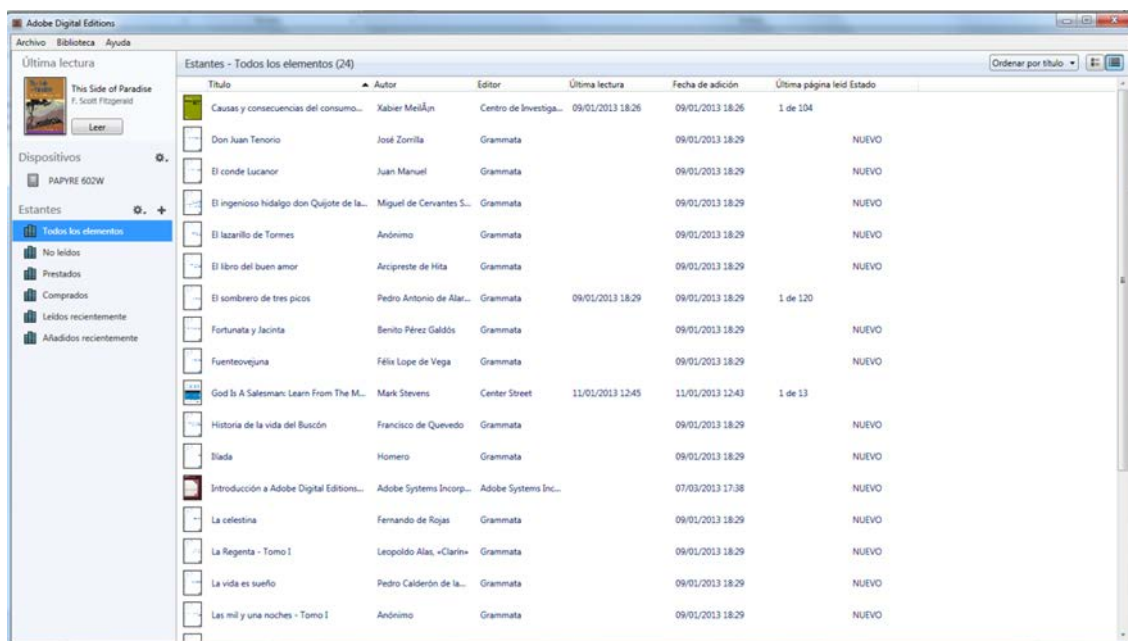 Adobe Digital Editions
Archivo Biblioteca Ayuda
Última lectura
This Side of Paradise
F. Scott Fitzgerald
Leer
Dispositivos
PAPYRE 602W
Estantes
Todos los elementos
No leídos
Prestados
Comprados
Leídos recientemente
Añadidos recientemente
Estantes - Todos los elementos (24) Ordenar por título
Título Autor Editor Última lectura Fecha de adición Última página leíd Estado
Causas y consecuencias del consumo... Xabier MeilÃ¡n Centro de Investiga... 09/01/2013 18:26 09/01/2013 18:26 1 de 104
Don Juan Tenorio José Zorrilla Grammata 09/01/2013 18:29 NUEVO
El conde Lucanor Juan Manuel Grammata 09/01/2013 18:29 NUEVO
El ingenioso hidalgo don Quijote de la... Miguel de Cervantes S... Grammata 09/01/2013 18:29 NUEVO
El lazarillo de Tormes Anónimo Grammata 09/01/2013 18:29 NUEVO
El libro del buen amor Arcipreste de Hita Grammata 09/01/2013 18:29 NUEVO
El sombrero de tres picos Pedro Antonio de Alar... Grammata 09/01/2013 18:29 09/01/2013 18:29 1 de 120
Fortunata y Jacinta Benito Pérez Galdós Grammata 09/01/2013 18:29 NUEVO
Fuenteovejuna Félix Lope de Vega Grammata 09/01/2013 18:29 NUEVO
God Is A Salesman: Learn From The M... Mark Stevens Center Street 11/01/2013 12:45 11/01/2013 12:43 1 de 13
Historia de la vida del Buscón Francisco de Quevedo Grammata 09/01/2013 18:29 NUEVO
Ilíada Homero Grammata 09/01/2013 18:29 NUEVO
Introducción a Adobe Digital Editions... Adobe Systems Incorp... Adobe Systems Inc... 07/03/2013 17:38 NUEVO
La celestina Fernando de Rojas Grammata 09/01/2013 18:29 NUEVO
La Regenta - Tomo I Leopoldo Alas, «Clarín» Grammata 09/01/2013 18:29 NUEVO
La vida es sueño Pedro Calderón de la... Grammata 09/01/2013 18:29 NUEVO
Las mil y una noches - Tomo I Anónimo Grammata 09/01/2013 18:29 NUEVO